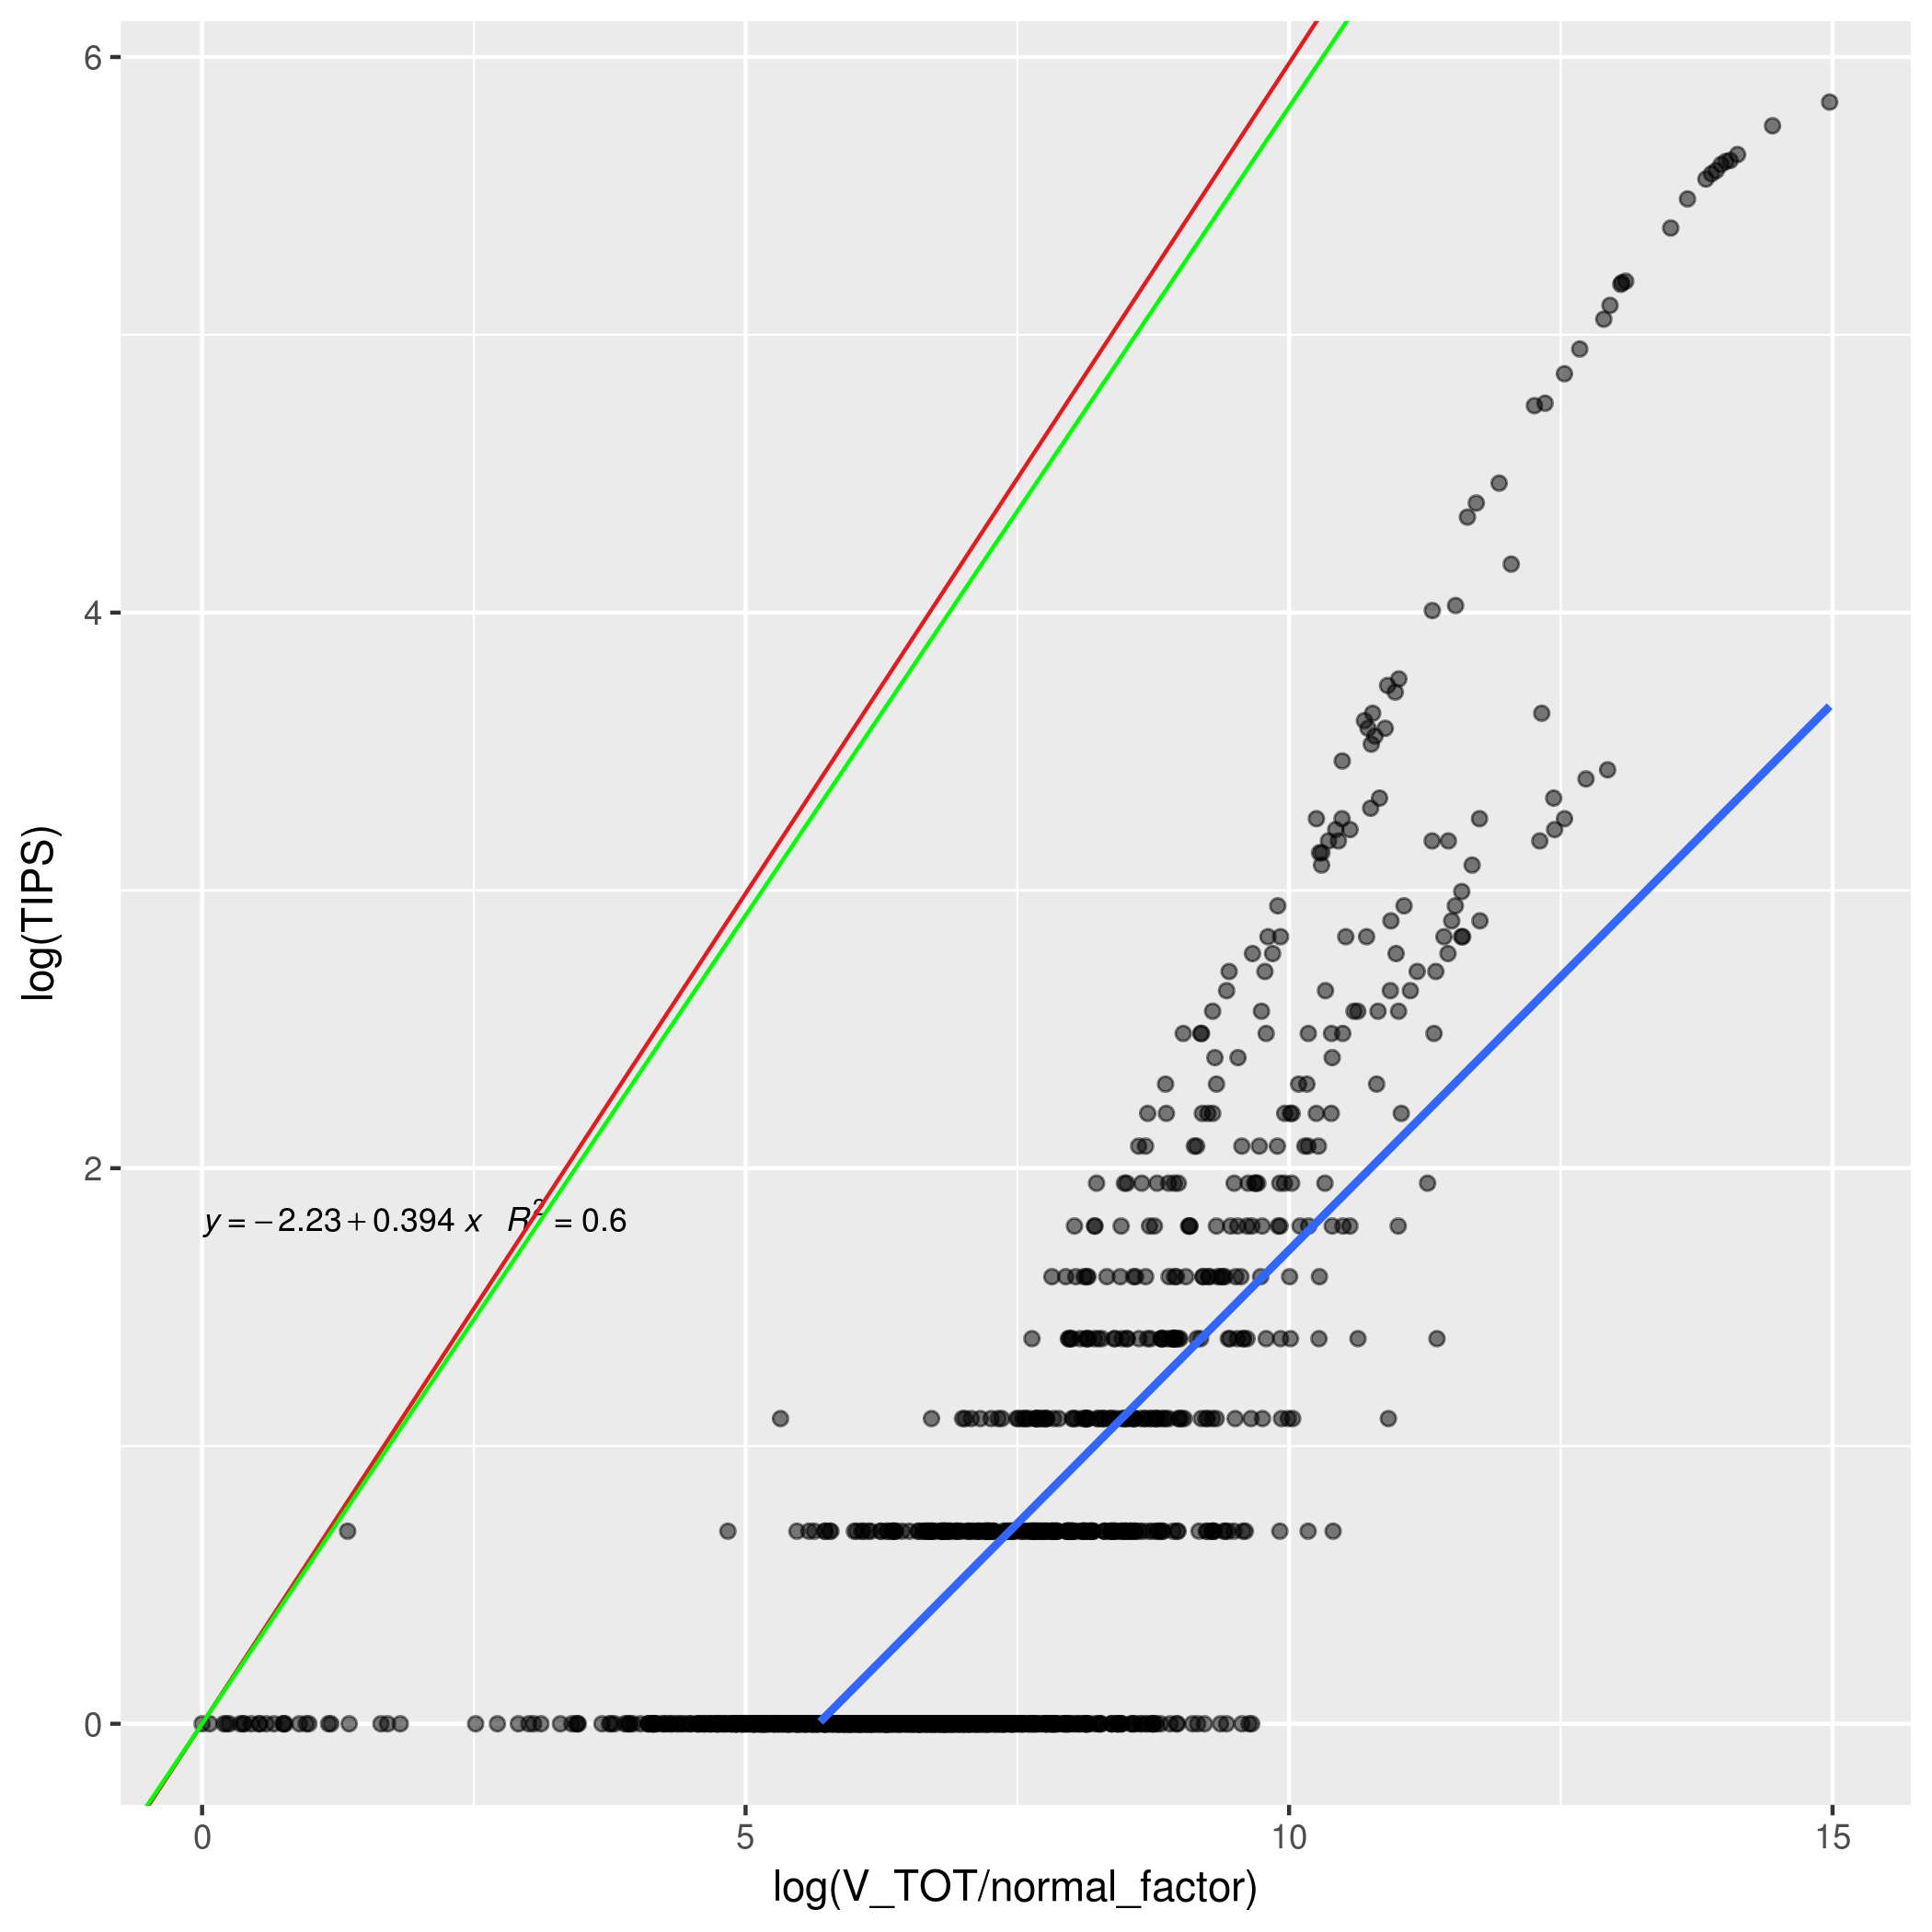 6
4
2
0
log(TIPS)
y = −2.23+0.394 x R² = 0.6
0 5 10 15
log(V_TOT/normal_factor)